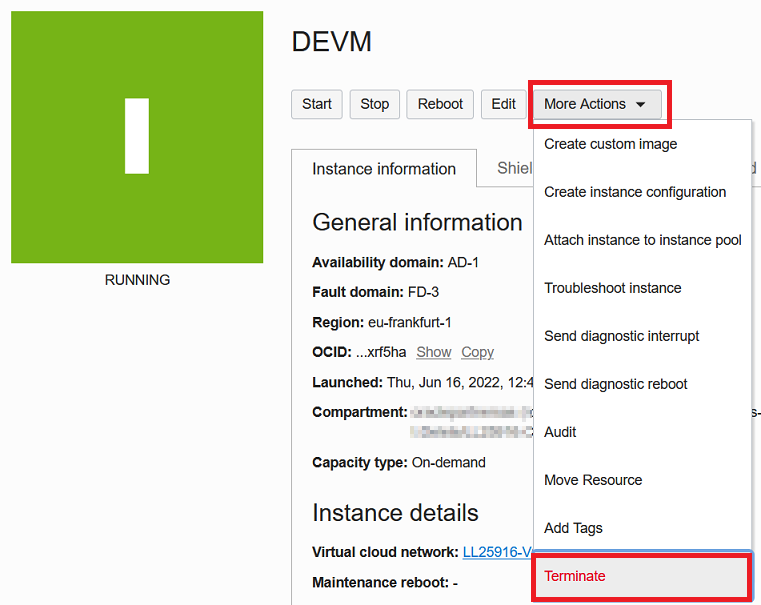 DEVM
Start Stop Reboot Edit More Actions
Create custom image
Create instance configuration
Attach instance to instance pool
Troubleshoot instance
Send diagnostic interrupt
Send diagnostic reboot
Audit
Move Resource
Add Tags
Terminate
Instance information Shiel
RUNNING
General information
Availability domain: AD-1
Fault domain: FD-3
Region: eu-frankfurt-1
OCID: ...xrf5ha Show Copy
Launched: Thu, Jun 16, 2022, 12:4
Compartment:
Capacity type: On-demand
Instance details
Virtual cloud network: LL25916-V
Maintenance reboot: -